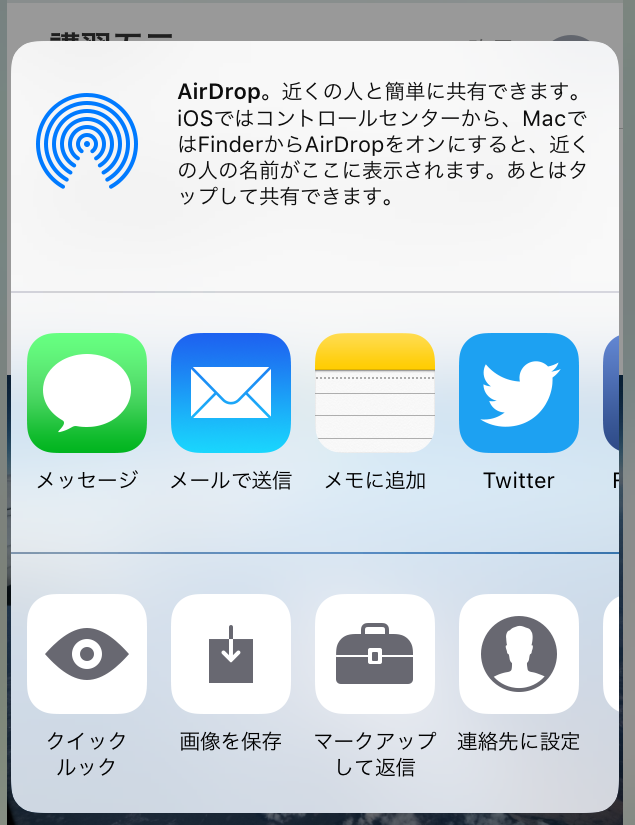 AirDrop。近くの人と簡単に共有できます。
iOSではコントロールセンターから、Macで
はFinderからAirDropをオンにすると、近く
の人の名前がここに表示されます。あとはタ
ップして共有できます。
メッセージ
メールで送信
メモに追加
Twitter
クイック
ルック
画像を保存
マークアップ
して返信
連絡先に設定